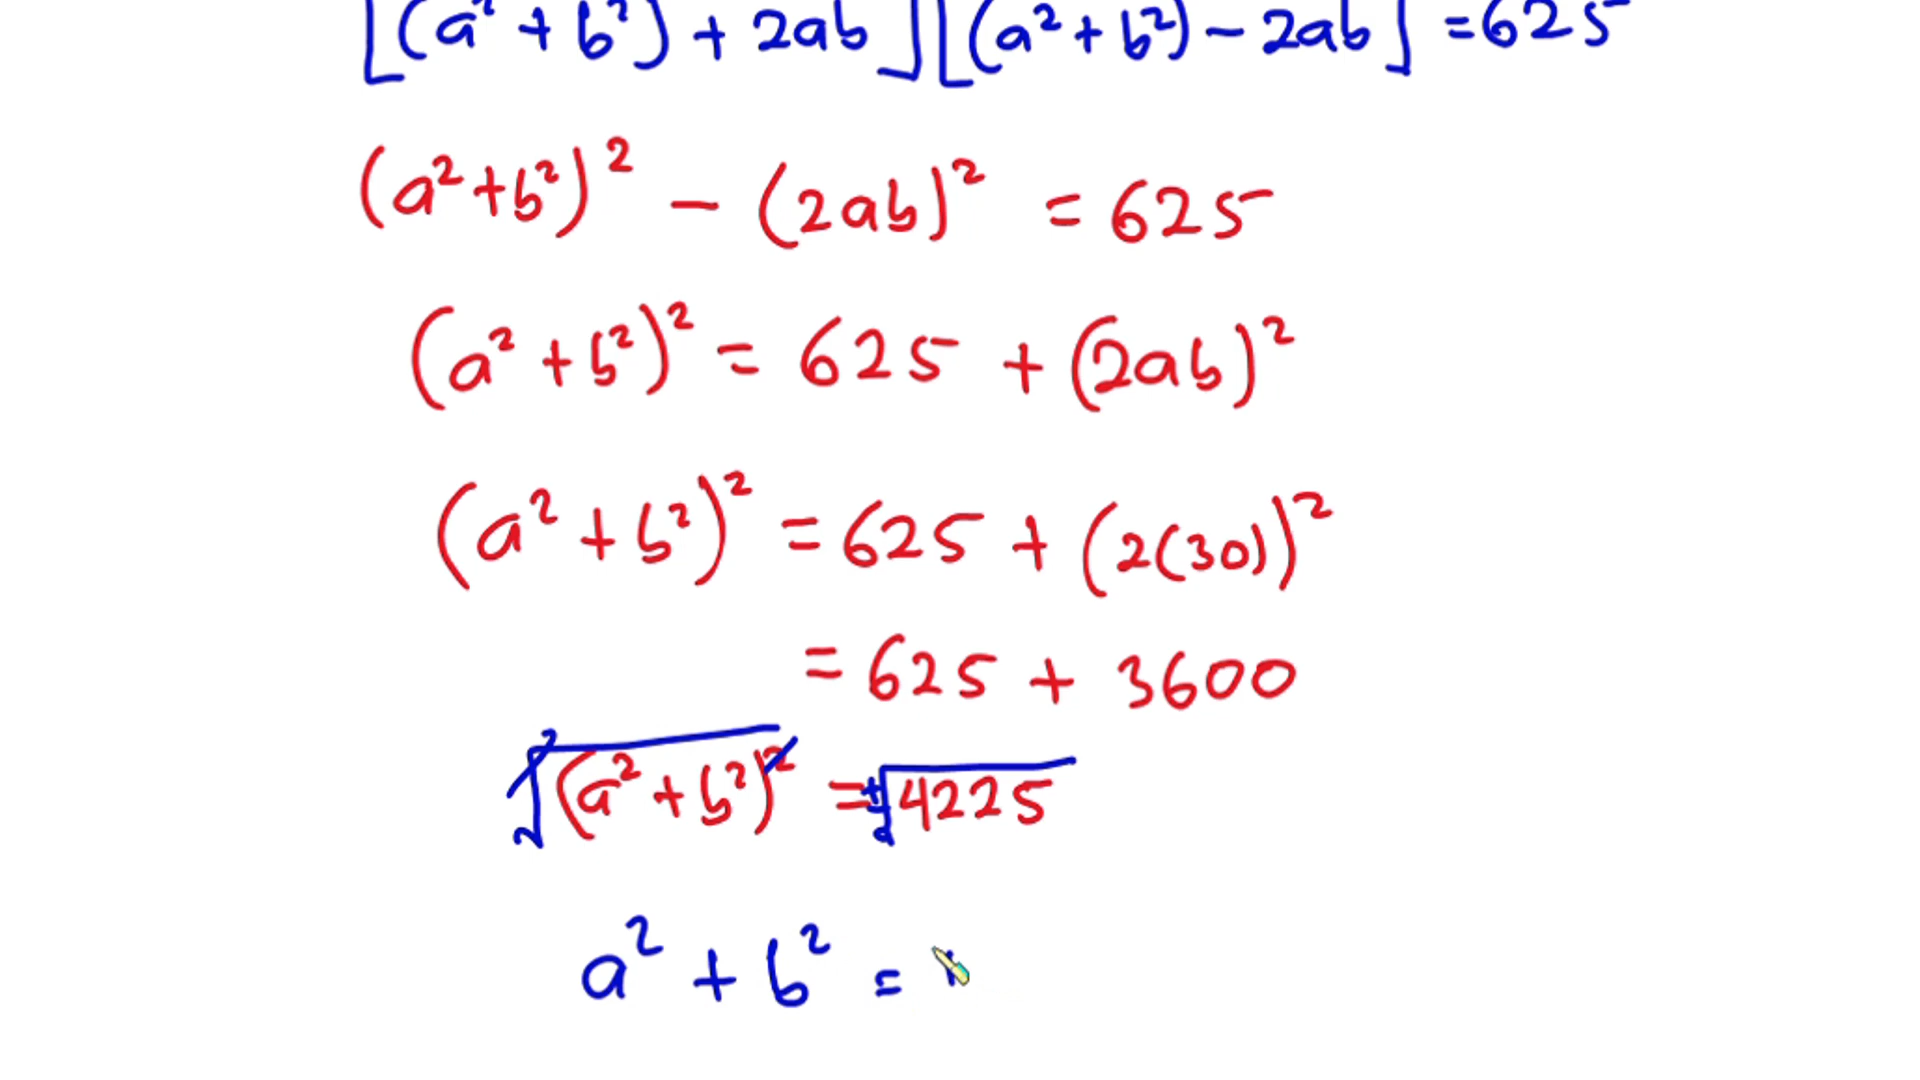 [(a² + b²) + 2ab][(a² + b²) - 2ab] = 625
(a² + b²)² - (2ab)² = 625
(a² + b²)² = 625 + (2ab)²
(a² + b²)² = 625 + (2(30))²
= 625 + 3600
√(a² + b²)² = ±√4225
a² + b² =